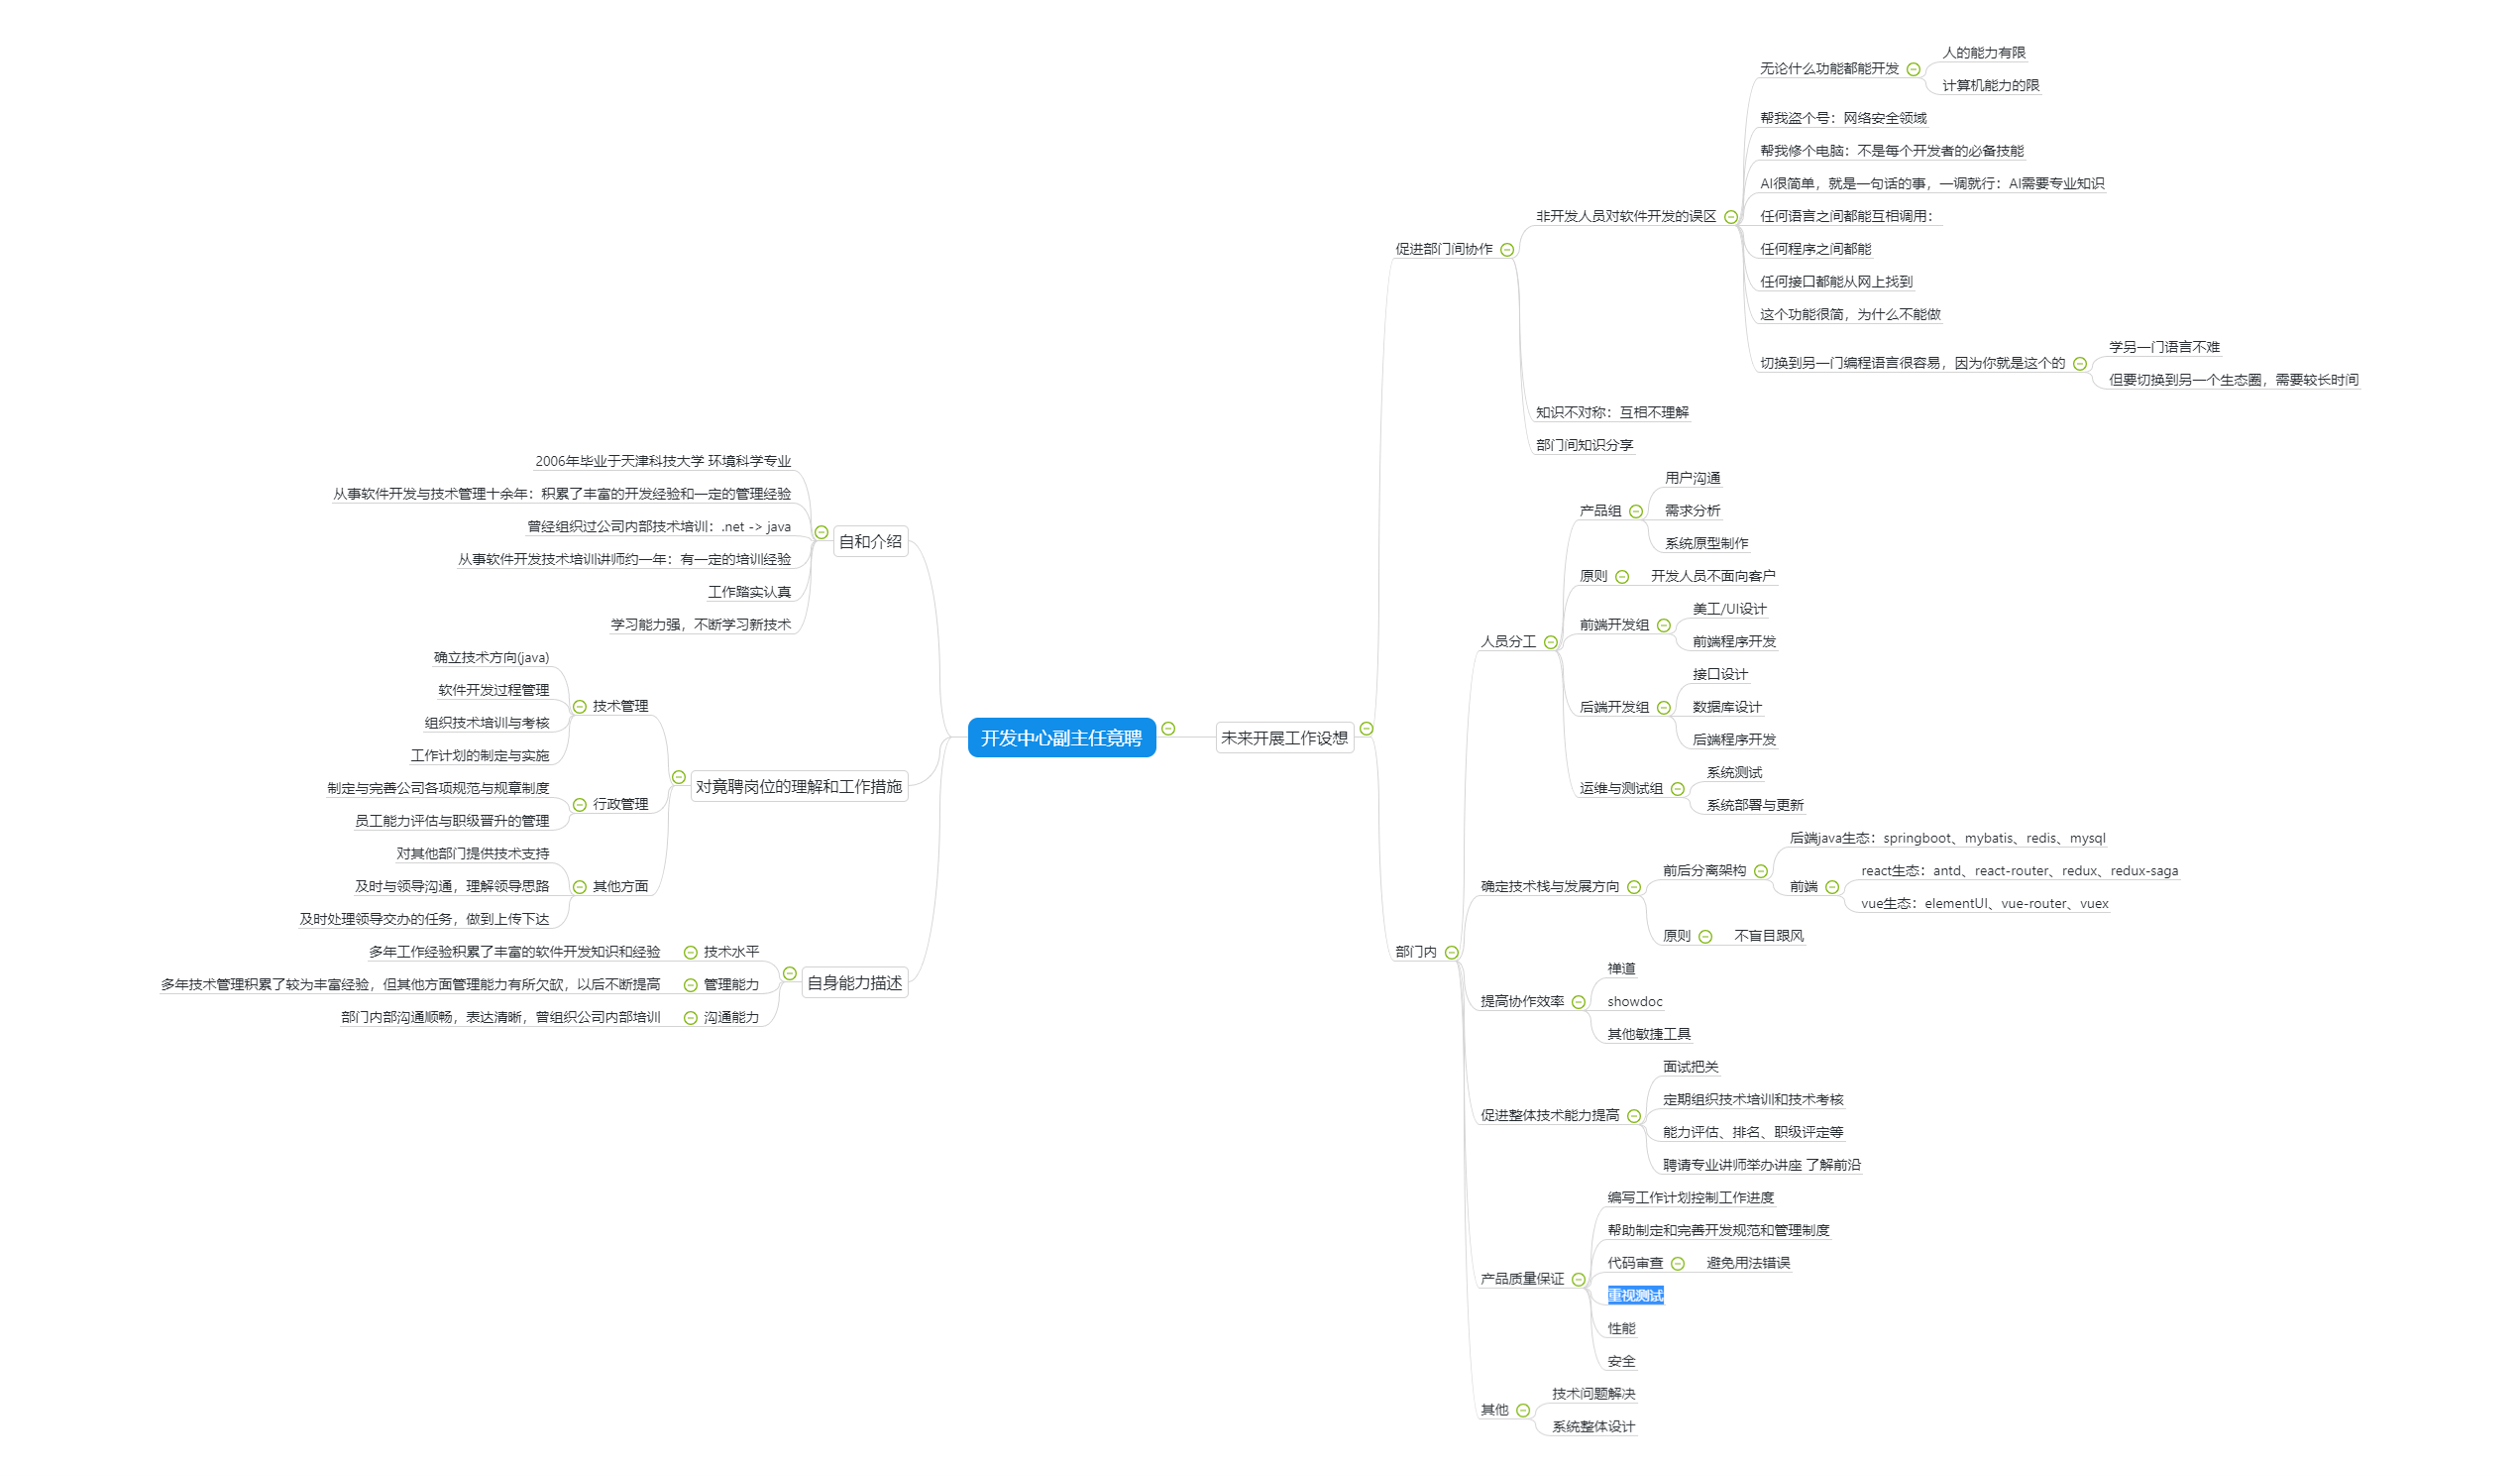 开发中心副主任竟聘
自和介绍
2006年毕业于天津科技大学 环境科学专业
从事软件开发与技术管理十余年：积累了丰富的开发经验和一定的管理经验
曾经组织过公司内部技术培训：.net -> java
从事软件开发技术培训讲师约一年：有一定的培训经验
工作踏实认真
学习能力强，不断学习新技术
对竟聘岗位的理解和工作措施
技术管理
确立技术方向(java)
软件开发过程管理
组织技术培训与考核
工作计划的制定与实施
行政管理
制定与完善公司各项规范与规章制度
员工能力评估与职级晋升的管理
其他方面
对其他部门提供技术支持
及时与领导沟通，理解领导思路
及时处理领导交办的任务，做到上传下达
自身能力描述
技术水平
多年工作经验积累了丰富的软件开发知识和经验
管理能力
多年技术管理积累了较为丰富经验，但其他方面管理能力有所欠缺，以后不断提高
沟通能力
部门内部沟通顺畅，表达清晰，曾组织公司内部培训
未来开展工作设想
促进部门间协作
非开发人员对软件开发的误区
无论什么功能都能开发
人的能力有限
计算机能力的限
帮我盗个号：网络安全领域
帮我修个电脑：不是每个开发者的必备技能
AI很简单，就是一句话的事，一调就行：AI需要专业知识
任何语言之间都能互相调用：
任何程序之间都能
任何接口都能从网上找到
这个功能很简，为什么不能做
切换到另一门编程语言很容易，因为你就是这个的
学另一门语言不难
但要切换到另一个生态圈，需要较长时间
知识不对称：互相不理解
部门间知识分享
部门内
人员分工
产品组
用户沟通
需求分析
系统原型制作
原则
开发人员不面向客户
前端开发组
美工/UI设计
前端程序开发
后端开发组
接口设计
数据库设计
后端程序开发
运维与测试组
系统测试
系统部署与更新
确定技术栈与发展方向
前后分离架构
后端java生态：springboot、mybatis、redis、mysql
前端
react生态：antd、react-router、redux、redux-saga
vue生态：elementUI、vue-router、vuex
原则
不盲目跟风
提高协作效率
禅道
showdoc
其他敏捷工具
促进整体技术能力提高
面试把关
定期组织技术培训和技术考核
能力评估、排名、职级评定等
聘请专业讲师举办讲座 了解前沿
产品质量保证
编写工作计划控制工作进度
帮助制定和完善开发规范和管理制度
代码审查
避免用法错误
重视测试
性能
安全
其他
技术问题解决
系统整体设计